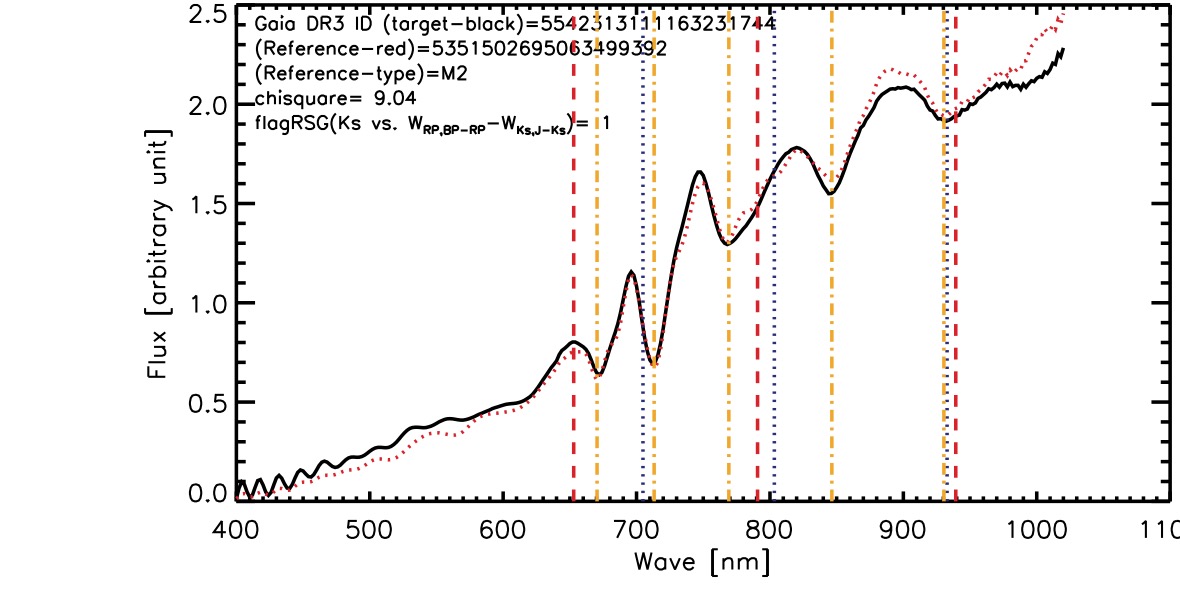 Gaia DR3 ID (target-black)=5542313111163231744
(Reference-red)=5351502695063499392
(Reference-type)=M2
chisquare= 9.04
flagRSG(Ks vs. W_RP,BP-RP-W_Ks,J-Ks)= 1
Flux [arbitrary unit]
2.5
2.0
1.5
1.0
0.5
0.0
400 500 600 700 800 900 1000 110
Wave [nm]